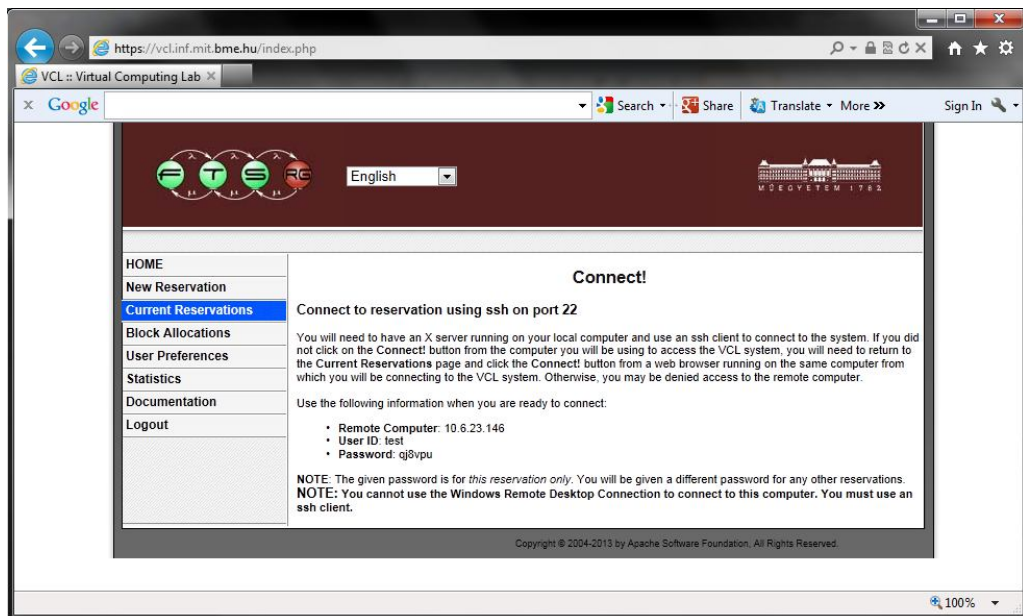 https://vcl.inf.mit.bme.hu/index.php
VCL :: Virtual Computing Lab
x Google Search Share Translate More » Sign In
FTSRG
λ λ λ
μ μ μ
English
MŰEGYETEM 1782
HOME
New Reservation
Current Reservations
Block Allocations
User Preferences
Statistics
Documentation
Logout
Connect!
Connect to reservation using ssh on port 22
You will need to have an X server running on your local computer and use an ssh client to connect to the system. If you did
not click on the Connect! button from the computer you will be using to access the VCL system, you will need to return to
the Current Reservations page and click the Connect! button from a web browser running on the same computer from
which you will be connecting to the VCL system. Otherwise, you may be denied access to the remote computer.
Use the following information when you are ready to connect:
• Remote Computer: 10.6.23.146
• User ID: test
• Password: qj8vpu
NOTE: The given password is for this reservation only. You will be given a different password for any other reservations.
NOTE: You cannot use the Windows Remote Desktop Connection to connect to this computer. You must use an
ssh client.
Copyright © 2004-2013 by Apache Software Foundation, All Rights Reserved.
100%